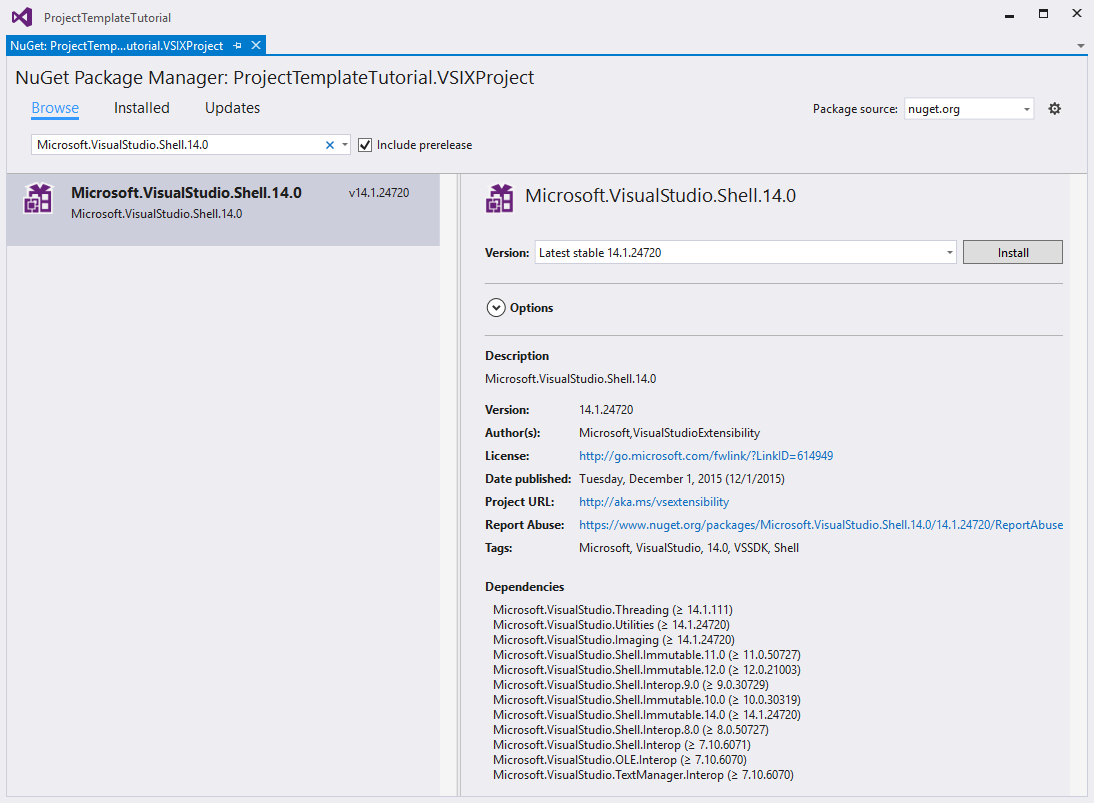 ProjectTemplateTutorial
NuGet: ProjectTemp...utorial.VSIXProject
NuGet Package Manager: ProjectTemplateTutorial.VSIXProject
Browse Installed Updates
Package source: nuget.org
Microsoft.VisualStudio.Shell.14.0
Include prerelease
Microsoft.VisualStudio.Shell.14.0 v14.1.24720
Microsoft.VisualStudio.Shell.14.0
Microsoft.VisualStudio.Shell.14.0
Version: Latest stable 14.1.24720 Install
Options
Description
Microsoft.VisualStudio.Shell.14.0
Version: 14.1.24720
Author(s): Microsoft,VisualStudioExtensibility
License: http://go.microsoft.com/fwlink/?LinkID=614949
Date published: Tuesday, December 1, 2015 (12/1/2015)
Project URL: http://aka.ms/vsextensibility
Report Abuse: https://www.nuget.org/packages/Microsoft.VisualStudio.Shell.14.0/14.1.24720/ReportAbuse
Tags: Microsoft, VisualStudio, 14.0, VSSDK, Shell
Dependencies
Microsoft.VisualStudio.Threading (≥ 14.1.111)
Microsoft.VisualStudio.Utilities (≥ 14.1.24720)
Microsoft.VisualStudio.Imaging (≥ 14.1.24720)
Microsoft.VisualStudio.Shell.Immutable.11.0 (≥ 11.0.50727)
Microsoft.VisualStudio.Shell.Immutable.12.0 (≥ 12.0.21003)
Microsoft.VisualStudio.Shell.Interop.9.0 (≥ 9.0.30729)
Microsoft.VisualStudio.Shell.Immutable.10.0 (≥ 10.0.30319)
Microsoft.VisualStudio.Shell.Immutable.14.0 (≥ 14.1.24720)
Microsoft.VisualStudio.Shell.Interop.8.0 (≥ 8.0.50727)
Microsoft.VisualStudio.Shell.Interop (≥ 7.10.6071)
Microsoft.VisualStudio.OLE.Interop (≥ 7.10.6070)
Microsoft.VisualStudio.TextManager.Interop (≥ 7.10.6070)